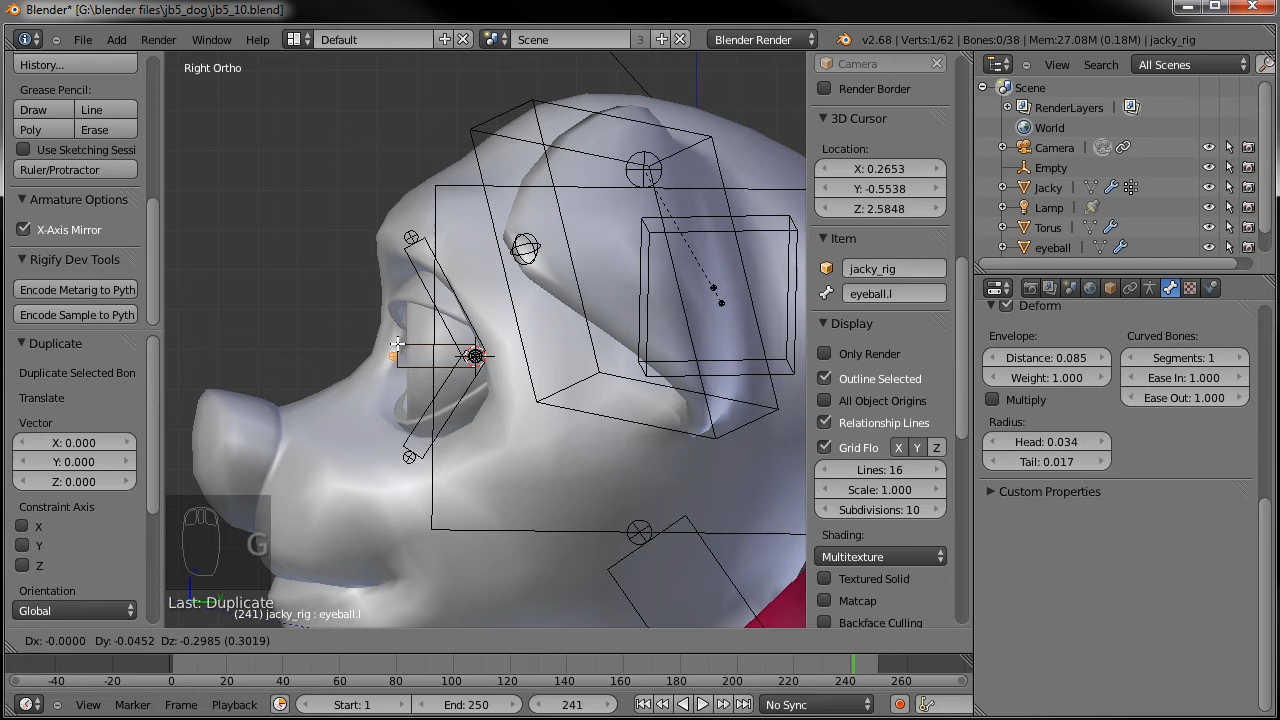 Blender* [G:\blender files\jb5_dog\jb5_10.blend]
File Add Render Window Help Default Scene 3 Blender Render v2.68 | Verts:1/62 | Bones:0/38 | Mem:27.08M (0.18M) | jacky_rig
History...
Grease Pencil:
Draw Line
Poly Erase
Use Sketching Sessi
Ruler/Protractor
Armature Options
X-Axis Mirror
Rigify Dev Tools
Encode Metarig to Pyth
Encode Sample to Pyth
Duplicate
Duplicate Selected Bon
Translate
Vector
X: 0.000
Y: 0.000
Z: 0.000
Constraint Axis
X
Y
Z
Orientation
Global
Right Ortho
G
Last: Duplicate
(241) jacky_rig : eyeball.l
Dx: -0.0000 Dy: -0.0452 Dz: -0.2985 (0.3019)
Camera
Render Border
3D Cursor
Location:
X: 0.2653
Y: -0.5538
Z: 2.5848
Item
jacky_rig
eyeball.l
Display
Only Render
Outline Selected
All Object Origins
Relationship Lines
Grid Flo X Y Z
Lines: 16
Scale: 1.000
Subdivisions: 10
Shading:
Multitexture
Textured Solid
Matcap
Backface Culling
View Search All Scenes
Scene
RenderLayers
World
Camera
Empty
Jacky
Lamp
Torus
eyeball
Deform
Envelope:
Distance: 0.085
Weight: 1.000
Multiply
Radius:
Head: 0.034
Tail: 0.017
Curved Bones:
Segments: 1
Ease In: 1.000
Ease Out: 1.000
Custom Properties
-40 -20 0 20 40 60 80 100 120 140 160 180 200 220 240 260
View Marker Frame Playback Start: 1 End: 250 241 No Sync